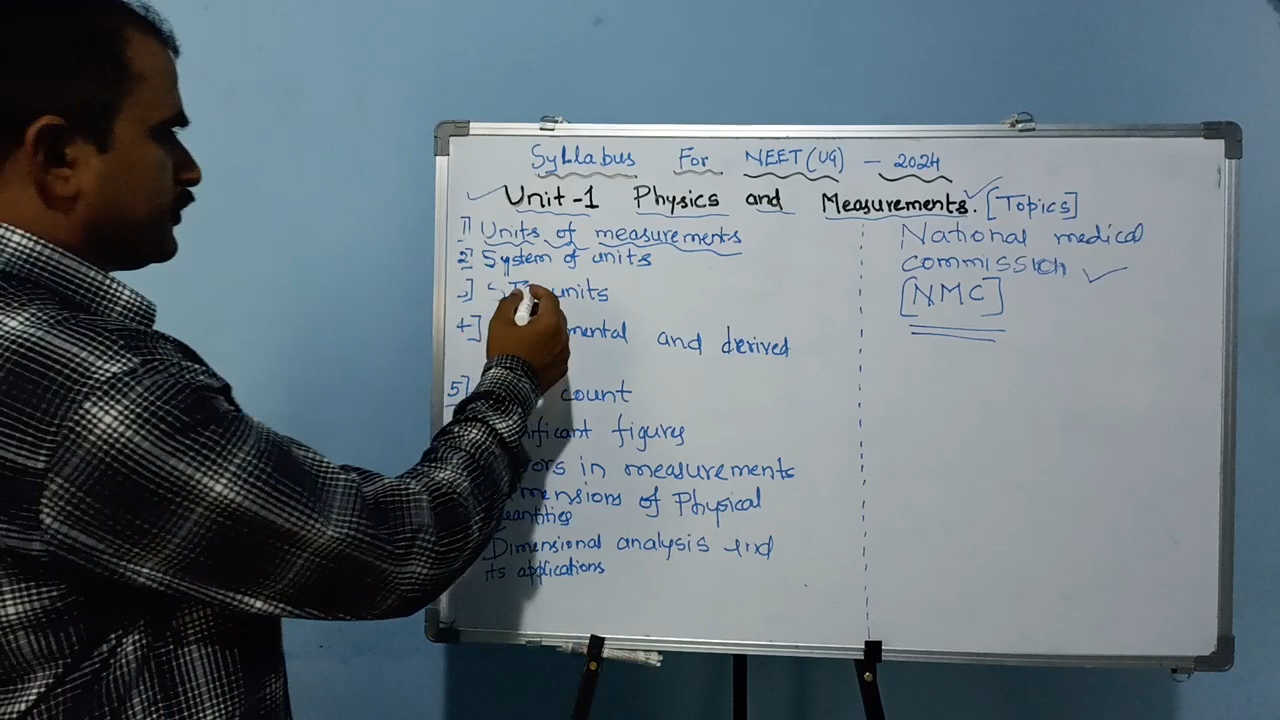 Syllabus For NEET(UG) - 2024
Unit-1 Physics and Measurements. [Topics]
1] Units of measurements
2] System of units
3] S.I units
4] mental and derived
5] count
ificant figures
ors in measurements
mensions of Physical
quantities
Dimensional analysis and
its applications
National medical
commission
[NMC]